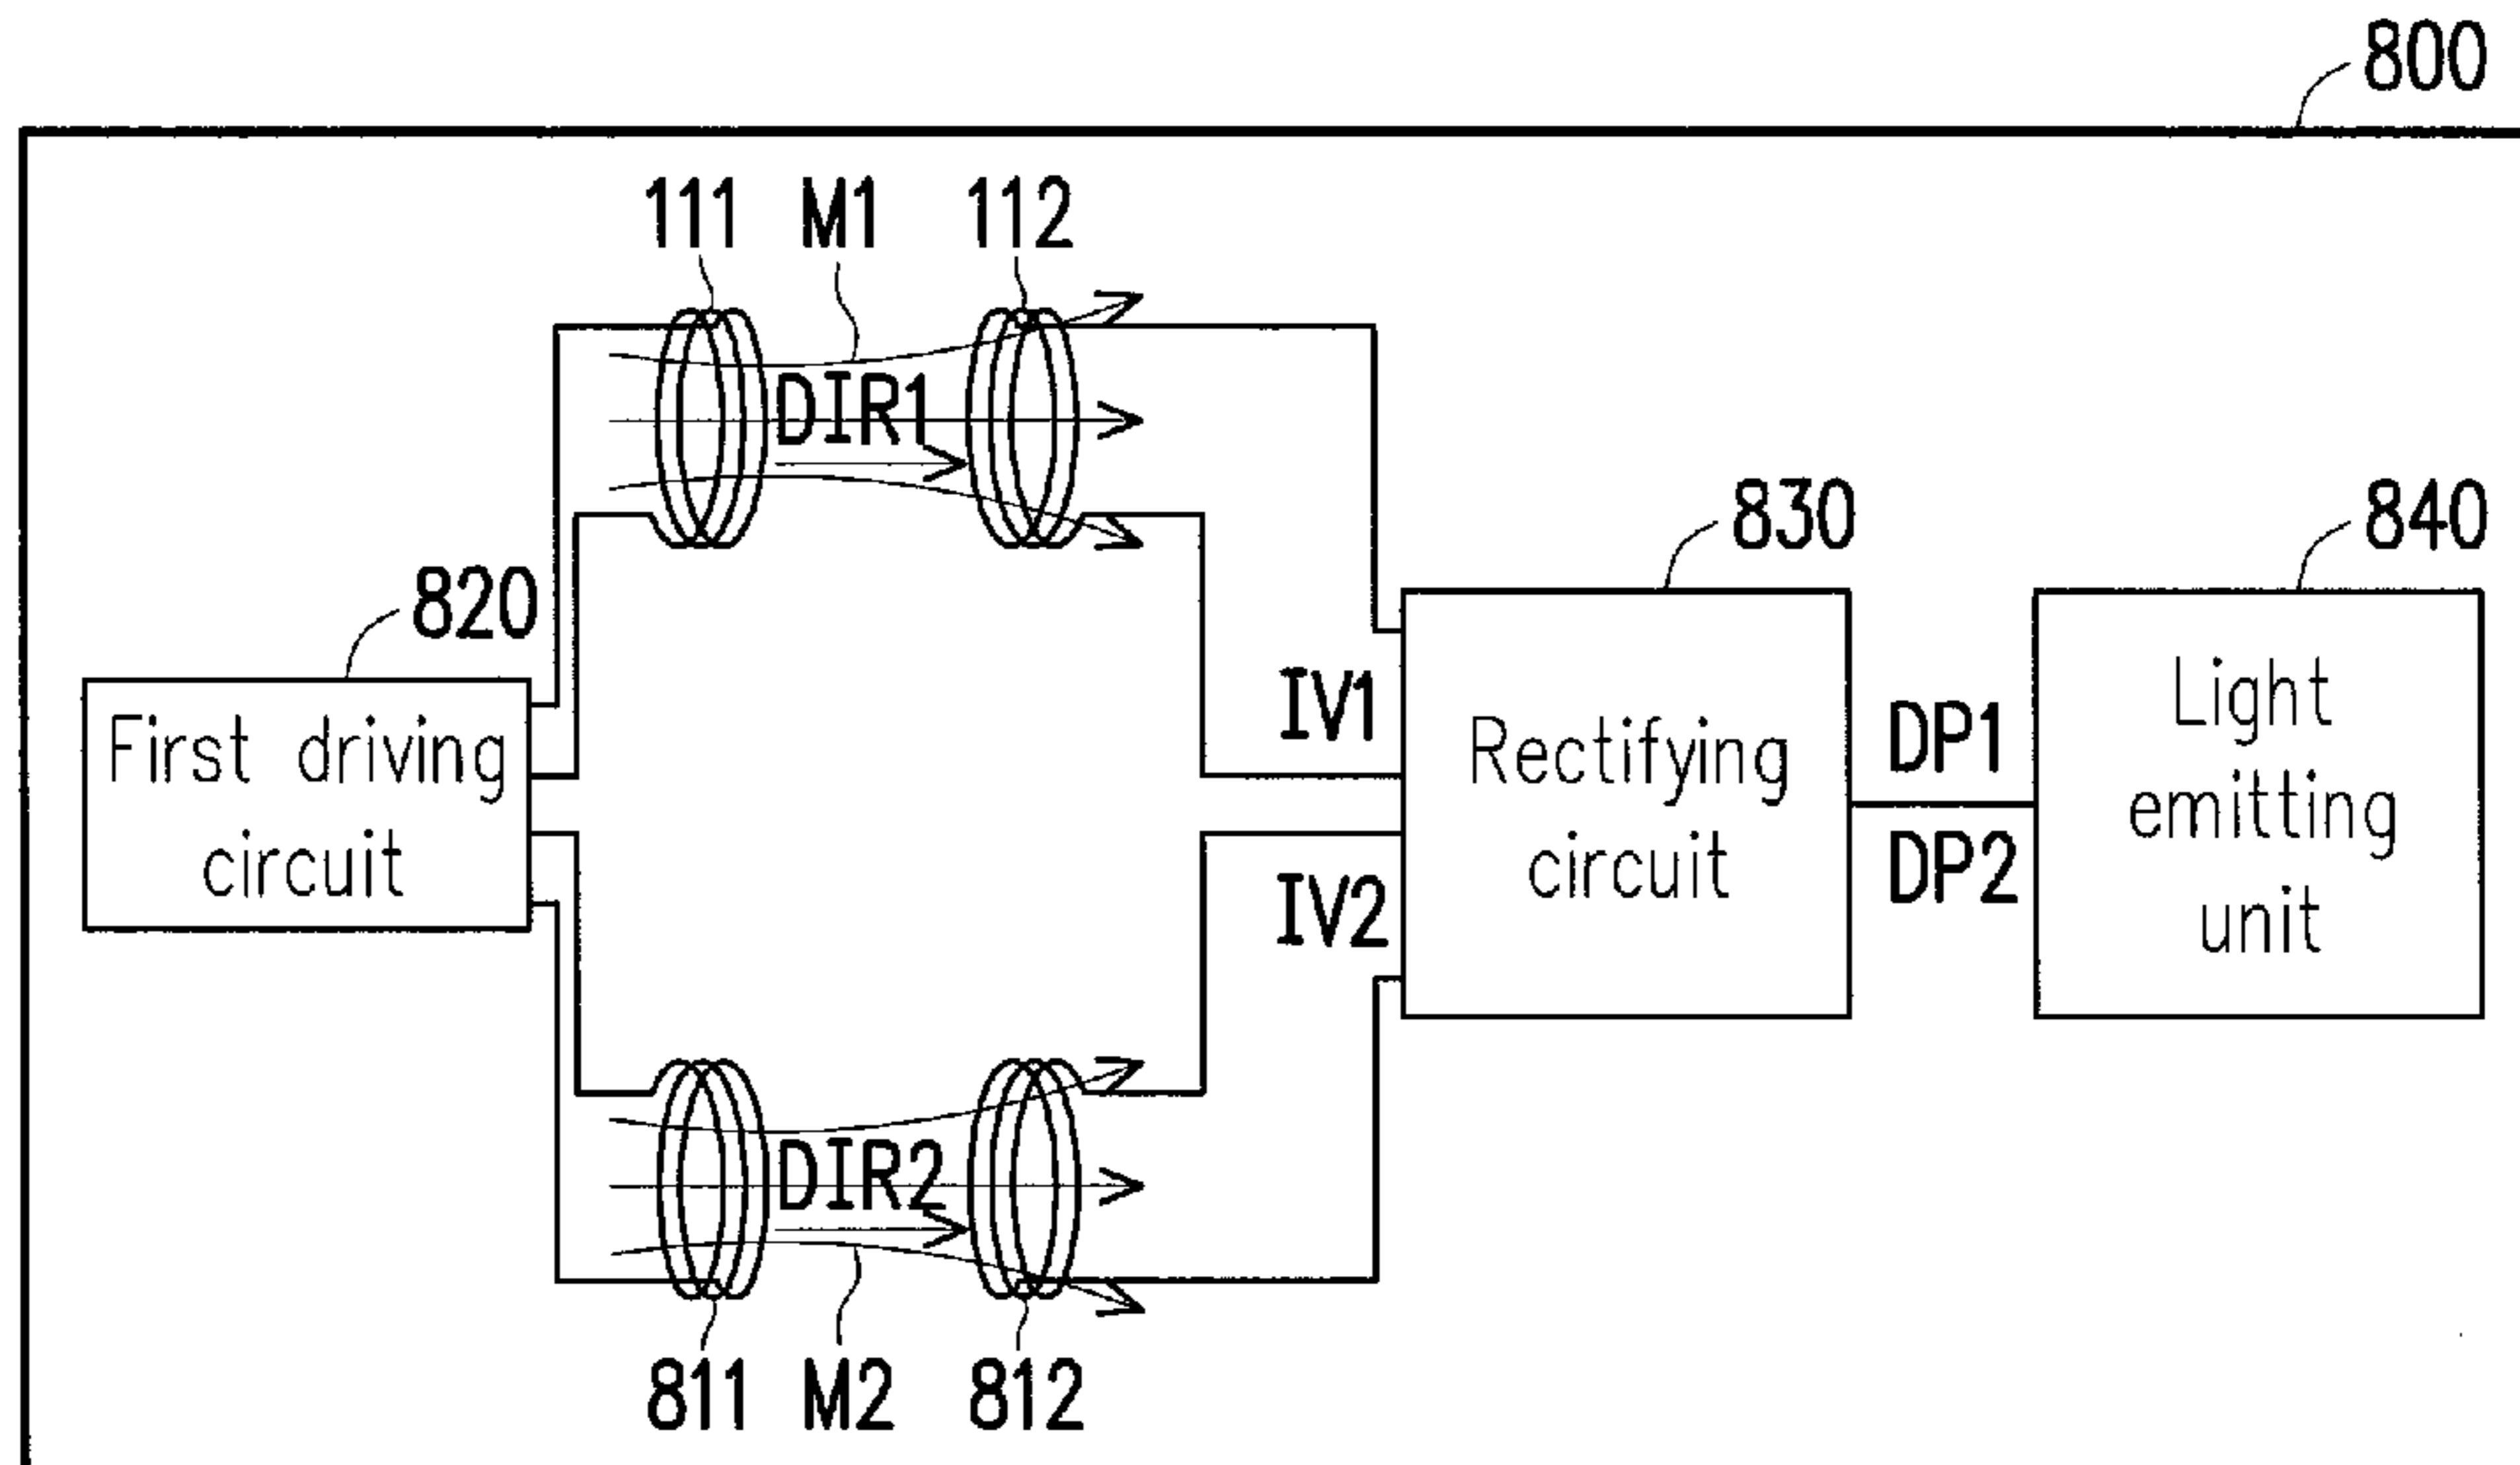 800
111 M1 112
DIR1
830
840
820
First driving
circuit
IV1
Rectifying
circuit
IV2
DP1
DP2
Light
emitting
unit
DIR2
811 M2 812